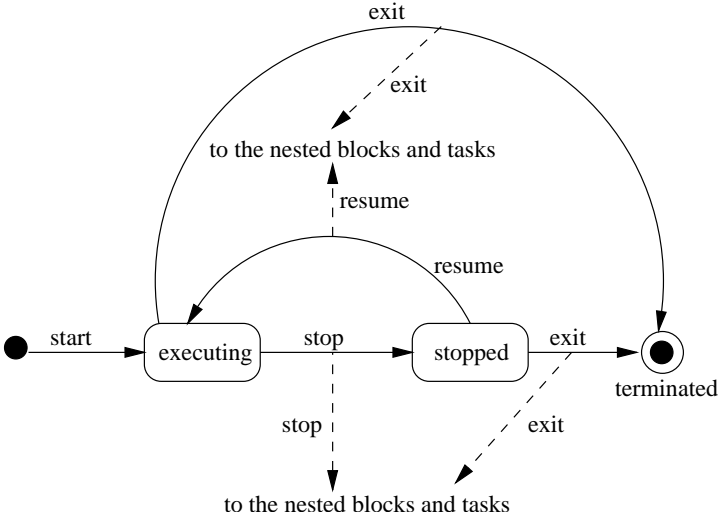 exit
exit
to the nested blocks and tasks
resume
resume
start
executing
stop
stopped
exit
terminated
stop
exit
to the nested blocks and tasks